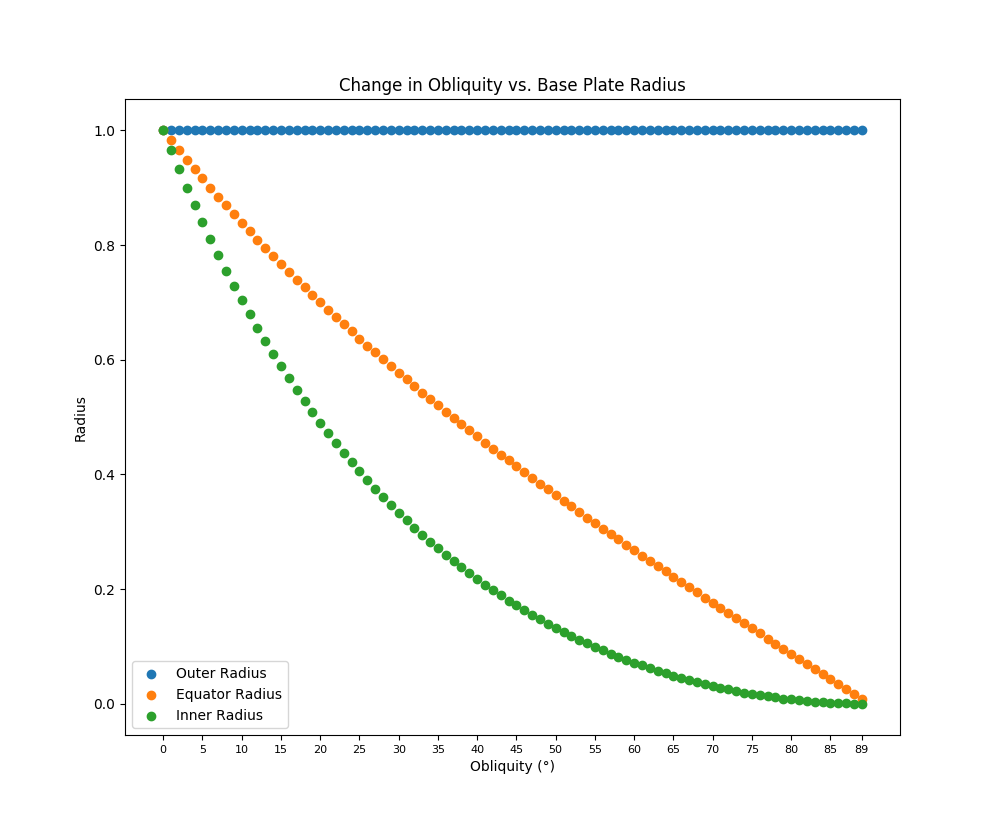 Change in Obliquity vs. Base Plate Radius
1.0
0.8
0.6
0.4
0.2
0.0
Radius
Outer Radius
Equator Radius
Inner Radius
0 5 10 15 20 25 30 35 40 45 50 55 60 65 70 75 80 85 89
Obliquity (°)